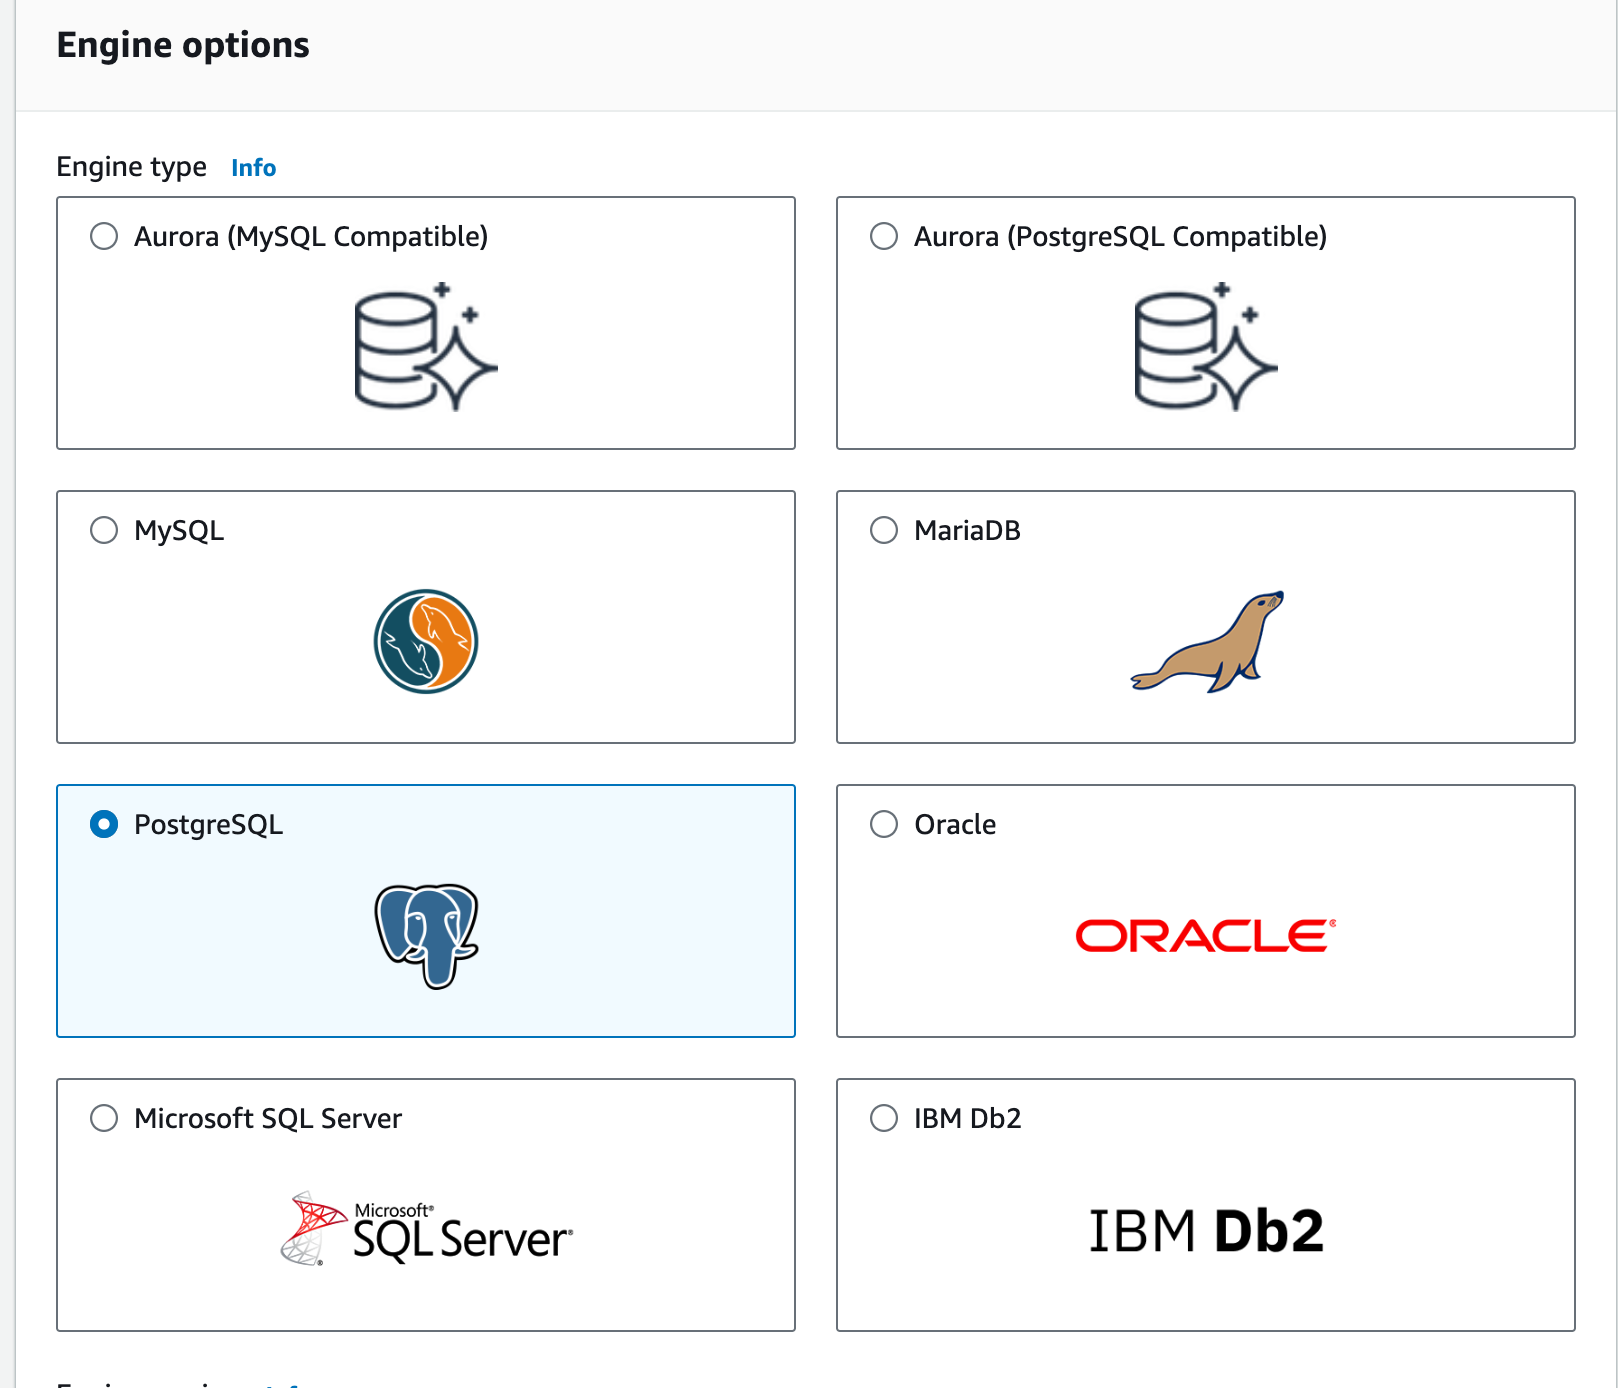 Engine options
Engine type Info
Aurora (MySQL Compatible)
Aurora (PostgreSQL Compatible)
MySQL
MariaDB
PostgreSQL
Oracle
ORACLE®
Microsoft SQL Server
IBM Db2
Microsoft®
SQL Server®
IBM Db2